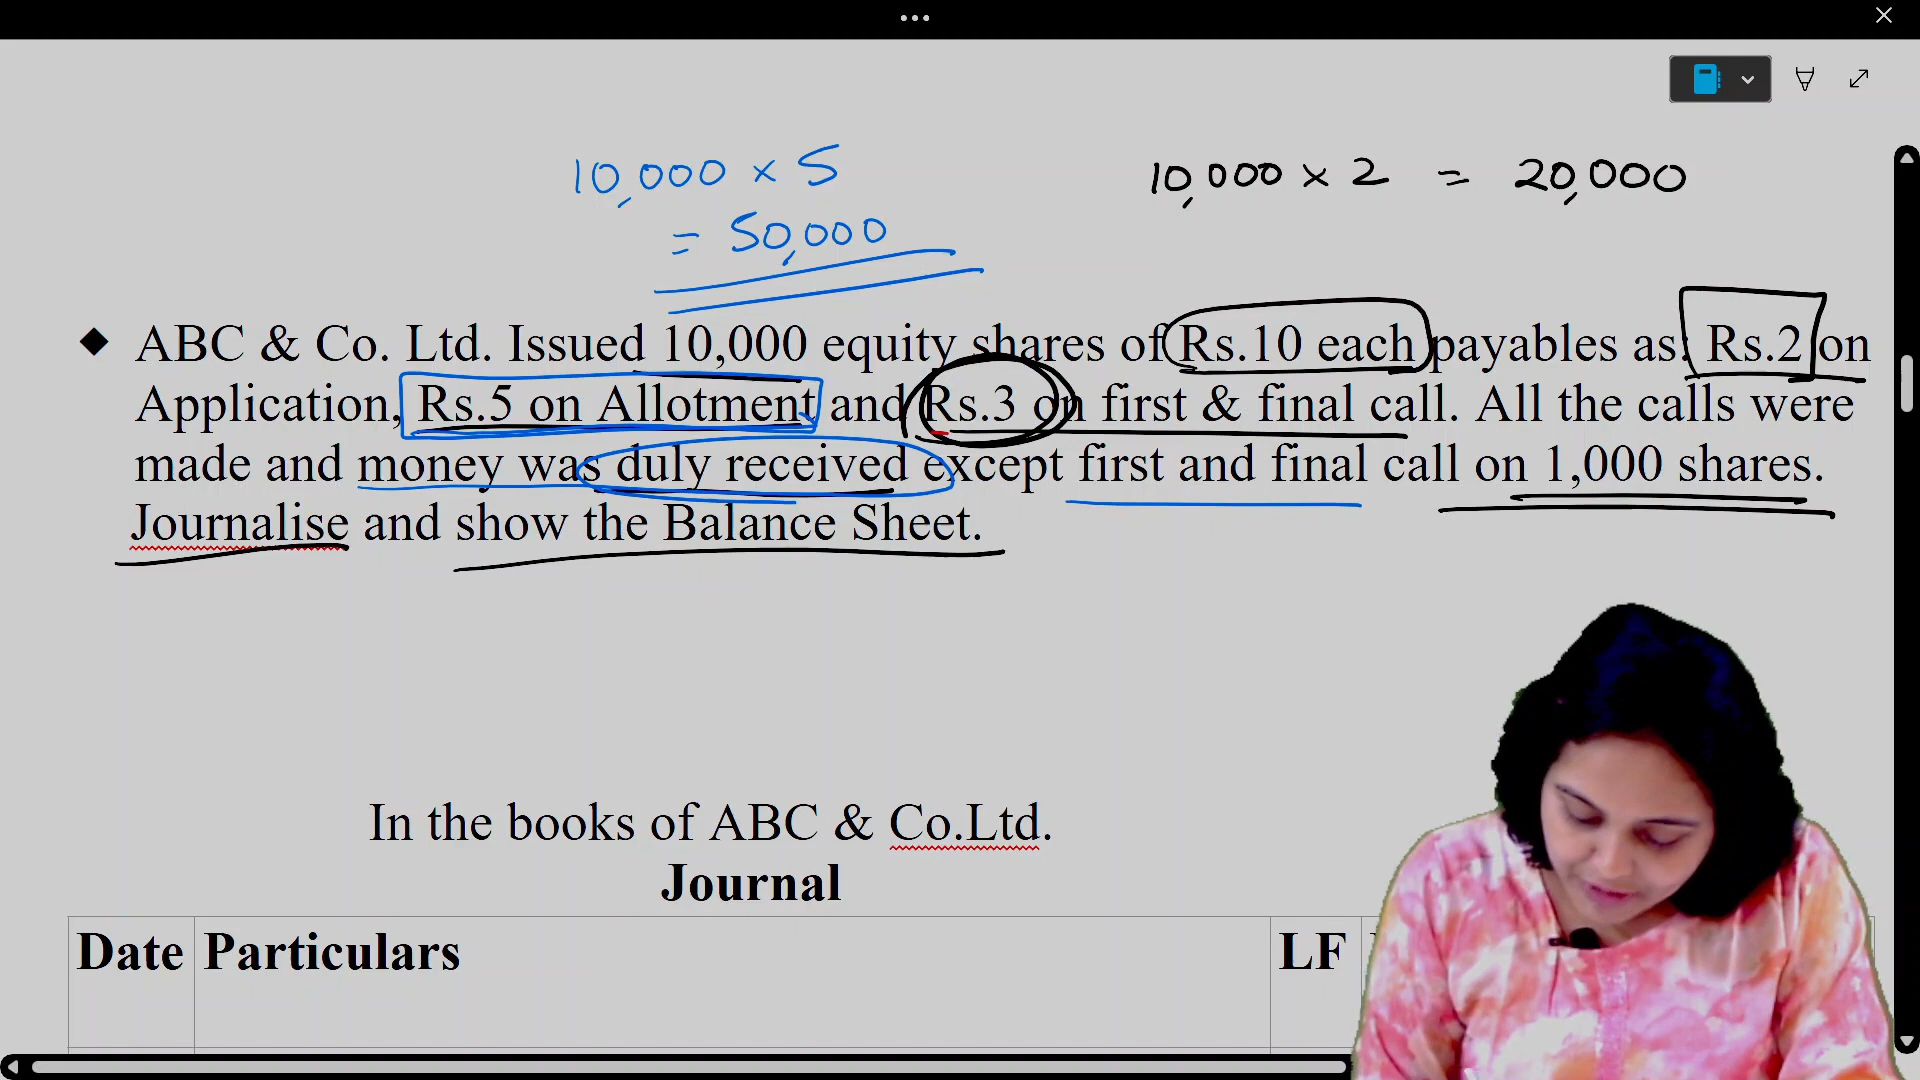 10,000 × 5
= 50,000
10,000 × 2 = 20,000
ABC & Co. Ltd. Issued 10,000 equity shares of Rs.10 each payables as: Rs.2 on
Application, Rs.5 on Allotment and Rs.3 on first & final call. All the calls were
made and money was duly received except first and final call on 1,000 shares.
Journalise and show the Balance Sheet.
In the books of ABC & Co.Ltd.
Journal
Date Particulars LF